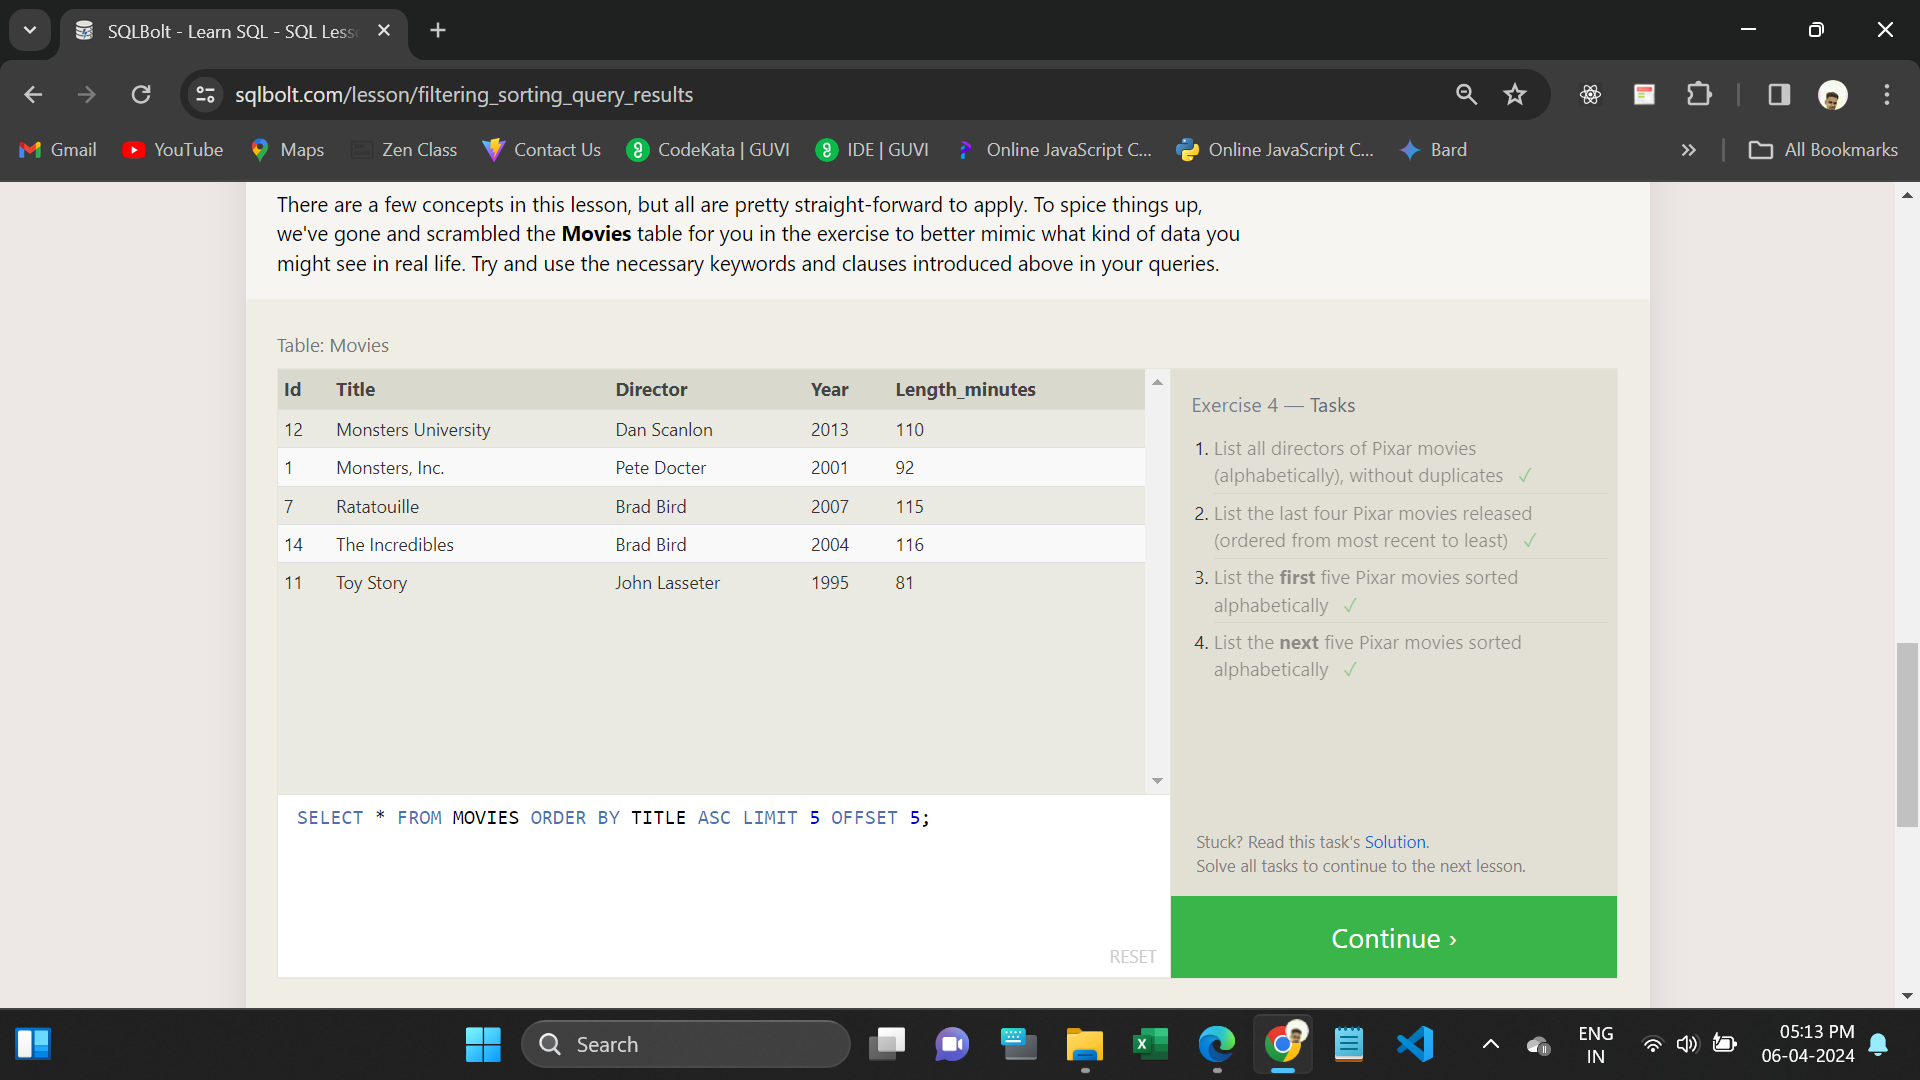 SQLBolt - Learn SQL - SQL Less
sqlbolt.com/lesson/filtering_sorting_query_results
Gmail YouTube Maps Zen Class Contact Us CodeKata | GUVI IDE | GUVI Online JavaScript C... Online JavaScript C... Bard » All Bookmarks
There are a few concepts in this lesson, but all are pretty straight-forward to apply. To spice things up,
we've gone and scrambled the Movies table for you in the exercise to better mimic what kind of data you
might see in real life. Try and use the necessary keywords and clauses introduced above in your queries.
Table: Movies
Id Title Director Year Length_minutes
12 Monsters University Dan Scanlon 2013 110
1 Monsters, Inc. Pete Docter 2001 92
7 Ratatouille Brad Bird 2007 115
14 The Incredibles Brad Bird 2004 116
11 Toy Story John Lasseter 1995 81
SELECT * FROM MOVIES ORDER BY TITLE ASC LIMIT 5 OFFSET 5;
RESET
Exercise 4 — Tasks
1. List all directors of Pixar movies
(alphabetically), without duplicates ✓
2. List the last four Pixar movies released
(ordered from most recent to least) ✓
3. List the first five Pixar movies sorted
alphabetically ✓
4. List the next five Pixar movies sorted
alphabetically ✓
Stuck? Read this task's Solution.
Solve all tasks to continue to the next lesson.
Continue ›
Search
ENG
IN
05:13 PM
06-04-2024